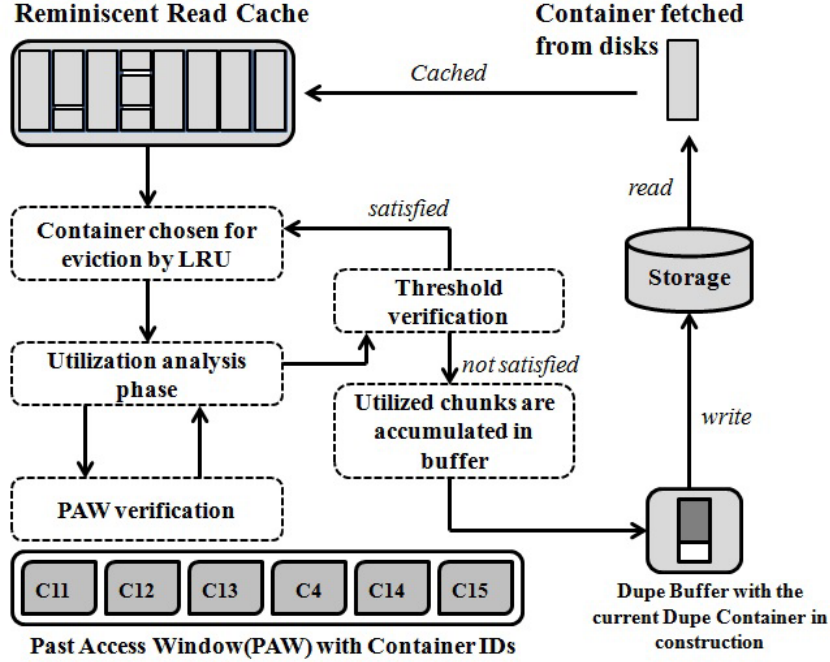 Reminiscent Read Cache
Container fetched
from disks
Cached
read
satisfied
Container chosen for
eviction by LRU
Storage
Threshold
verification
not satisfied
Utilization analysis
phase
Utilized chunks are
accumulated in
buffer
write
PAW verification
C11 C12 C13 C4 C14 C15
Dupe Buffer with the
current Dupe Container in
construction
Past Access Window(PAW) with Container IDs